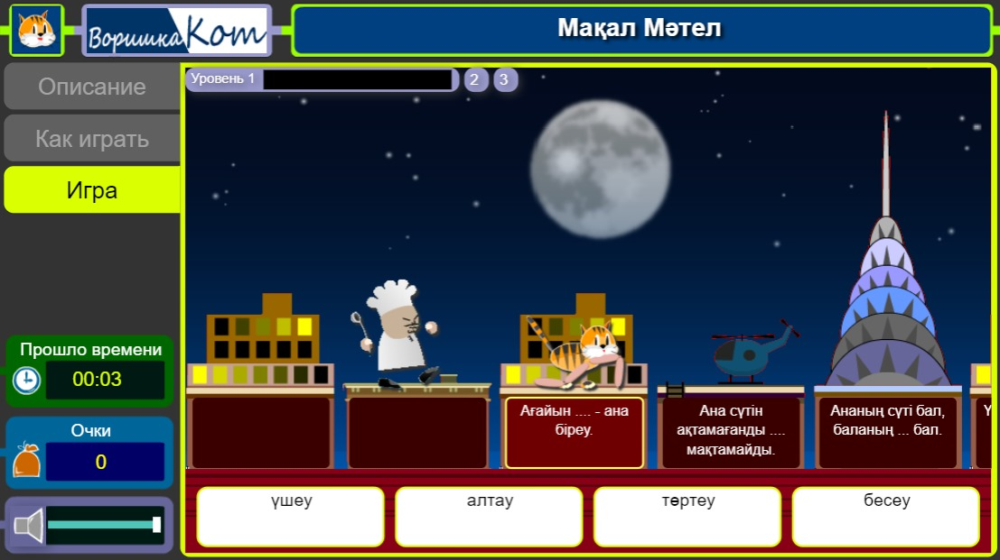 ВоришкаКот
Мақал Мәтел
Описание
Как играть
Игра
Уровень 1
2
3
Прошло времени
00:03
Очки
0
Ағайын .... - ана
біреу.
Ана сүтін
ақтамағанды ....
мақтамайды.
Ананың сүті бал,
баланың ... бал.
үшеу
алтау
төртеу
бесеу